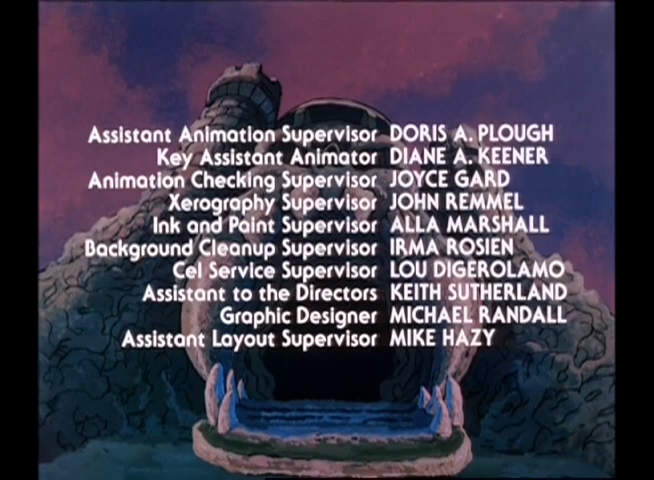 Assistant Animation Supervisor DORIS A. PLOUGH
Key Assistant Animator DIANE A. KEENER
Animation Checking Supervisor JOYCE GARD
Xerography Supervisor JOHN REMMEL
Ink and Paint Supervisor ALLA MARSHALL
Background Cleanup Supervisor IRMA ROSIEN
Cel Service Supervisor LOU DIGEROLAMO
Assistant to the Directors KEITH SUTHERLAND
Graphic Designer MICHAEL RANDALL
Assistant Layout Supervisor MIKE HAZY